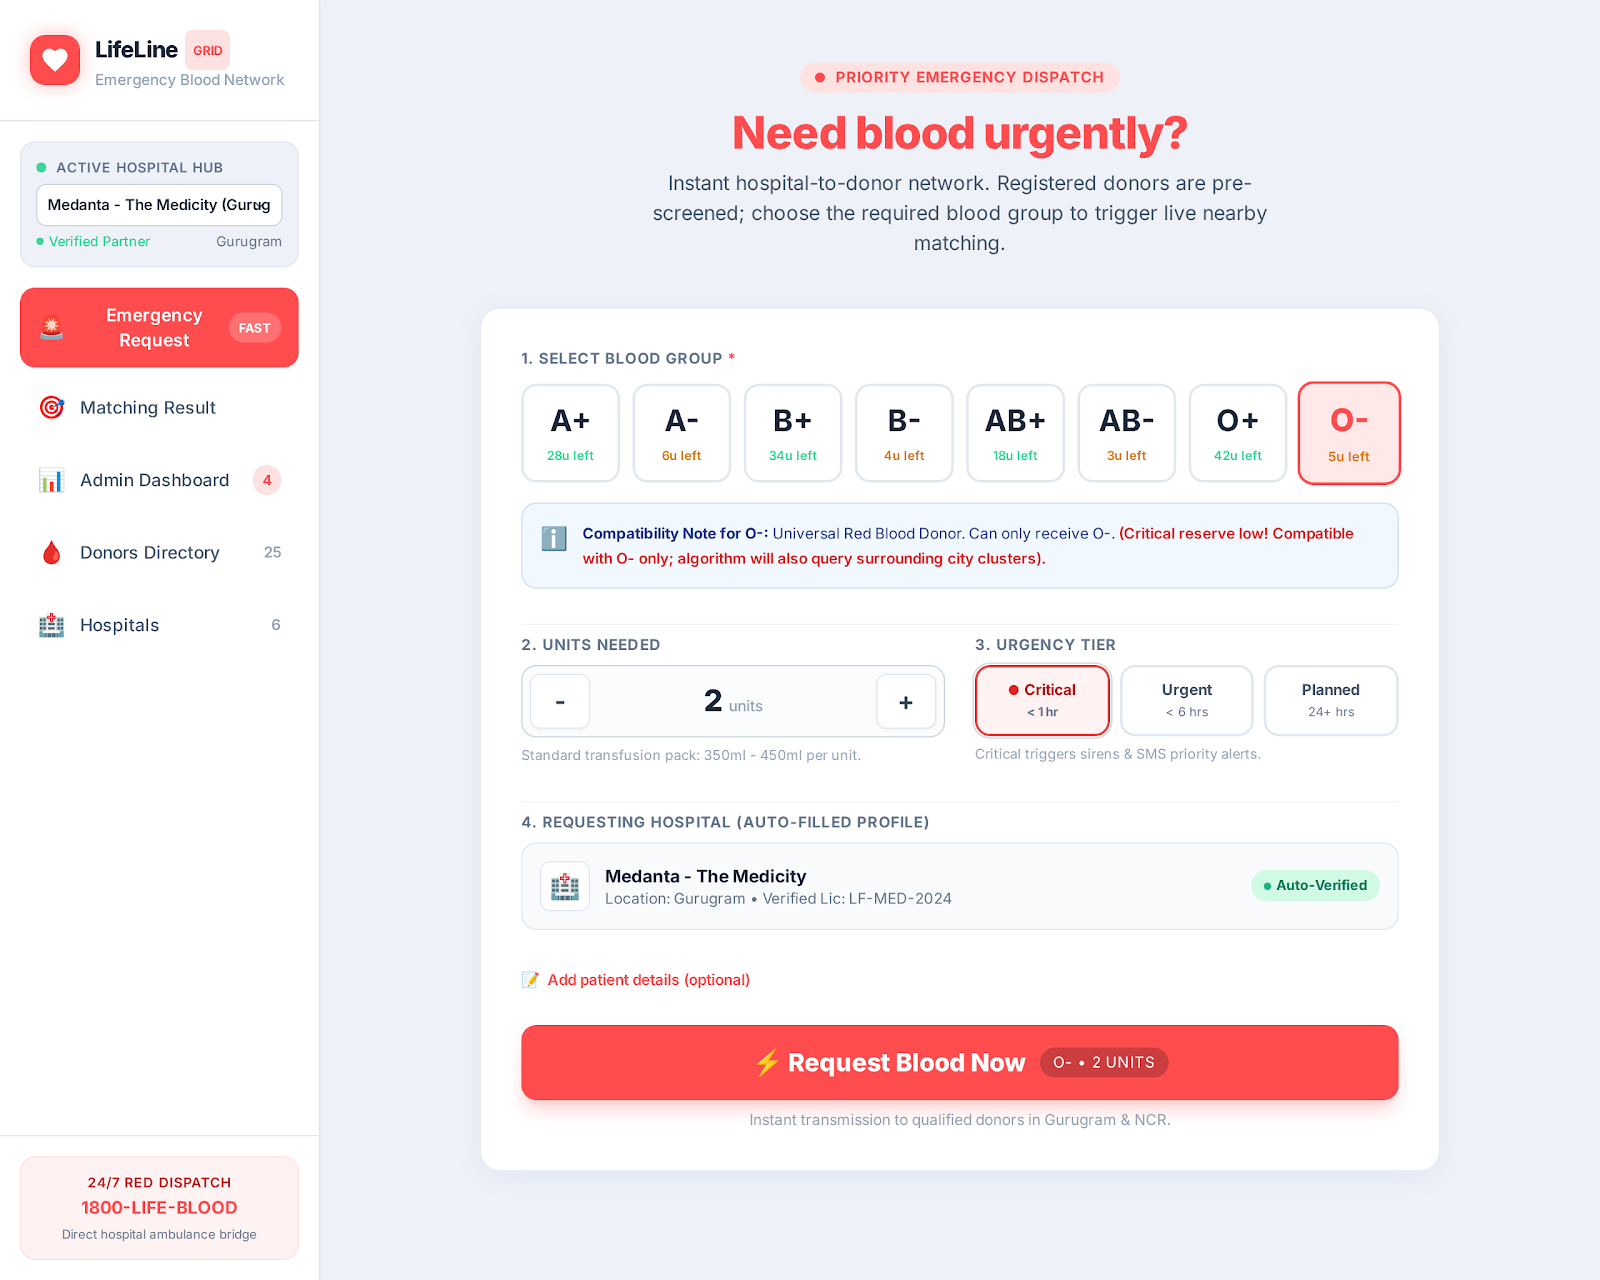 LifeLine GRID
Emergency Blood Network
ACTIVE HOSPITAL HUB
Medanta - The Medicity (Gurug
Verified Partner
Gurugram
Emergency
Request
FAST
Matching Result
Admin Dashboard 4
Donors Directory 25
Hospitals 6
24/7 RED DISPATCH
1800-LIFE-BLOOD
Direct hospital ambulance bridge
PRIORITY EMERGENCY DISPATCH
Need blood urgently?
Instant hospital-to-donor network. Registered donors are pre-
screened; choose the required blood group to trigger live nearby
matching.
1. SELECT BLOOD GROUP *
A+ A- B+ B- AB+ AB- O+ O-
28u left 6u left 34u left 4u left 18u left 3u left 42u left 5u left
Compatibility Note for O-: Universal Red Blood Donor. Can only receive O-. (Critical reserve low! Compatible
with O- only; algorithm will also query surrounding city clusters).
2. UNITS NEEDED
- 2 units +
Standard transfusion pack: 350ml - 450ml per unit.
3. URGENCY TIER
Critical Urgent Planned
< 1 hr < 6 hrs 24+ hrs
Critical triggers sirens & SMS priority alerts.
4. REQUESTING HOSPITAL (AUTO-FILLED PROFILE)
Medanta - The Medicity
Location: Gurugram • Verified Lic: LF-MED-2024
Auto-Verified
Add patient details (optional)
⚡ Request Blood Now O- • 2 UNITS
Instant transmission to qualified donors in Gurugram & NCR.